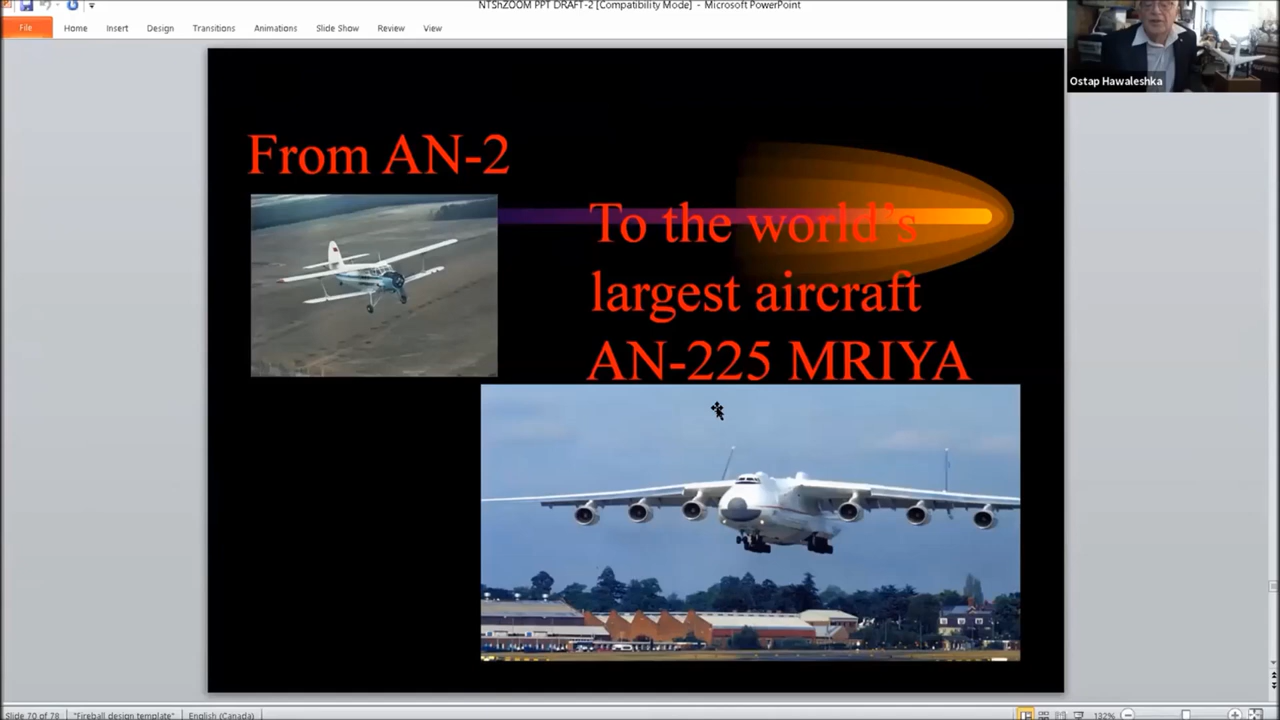 NTShZOOM PPT DRAFT-2 [Compatibility Mode] - Microsoft PowerPoint
File Home Insert Design Transitions Animations Slide Show Review View
Ostap Hawaleshka
From AN-2
To the world's
largest aircraft
AN-225 MRIYA
Slide 70 of 78 "Fireball design template" English (Canada) 132%